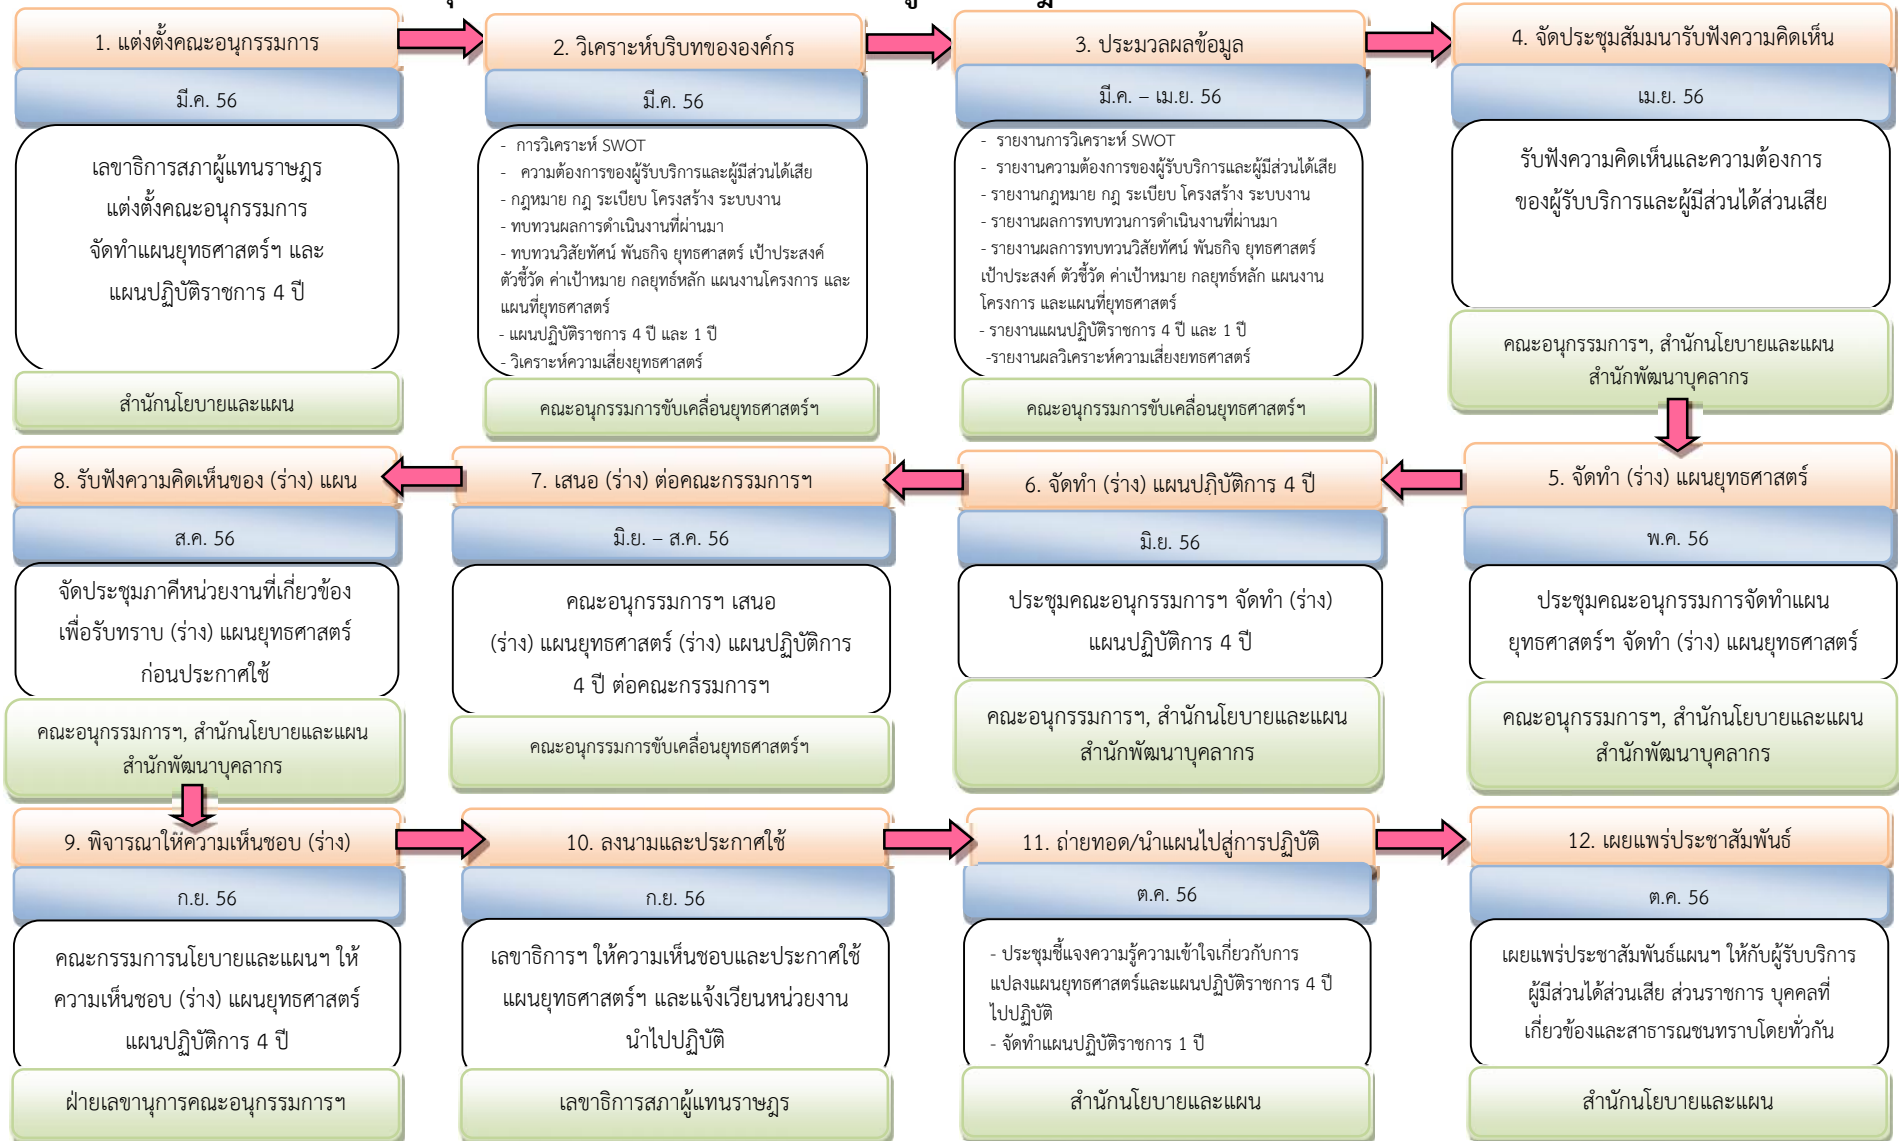 1. แต่งตั้งคณะอนุกรรมการ
มี.ค. 56
เลขาธิการสภาผู้แทนราษฎร
แต่งตั้งคณะอนุกรรมการ
จัดทำแผนยุทธศาสตร์ฯ และ
แผนปฏิบัติราชการ 4 ปี
สำนักนโยบายและแผน
2. วิเคราะห์บริบทขององค์กร
มี.ค. 56
- การวิเคราะห์ SWOT
- ความต้องการของผู้รับบริการและผู้มีส่วนได้เสีย
- กฎหมาย กฎ ระเบียบ โครงสร้าง ระบบงาน
- ทบทวนผลการดำเนินงานที่ผ่านมา
- ทบทวนวิสัยทัศน์ พันธกิจ ยุทธศาสตร์ เป้าประสงค์
ตัวชี้วัด ค่าเป้าหมาย กลยุทธ์หลัก แผนงานโครงการ และ
แผนที่ยุทธศาสตร์
- แผนปฏิบัติราชการ 4 ปี และ 1 ปี
- วิเคราะห์ความเสี่ยงยุทธศาสตร์
คณะอนุกรรมการขับเคลื่อนยุทธศาสตร์ฯ
3. ประมวลผลข้อมูล
มี.ค. – เม.ย. 56
- รายงานการวิเคราะห์ SWOT
- รายงานความต้องการของผู้รับบริการและผู้มีส่วนได้เสีย
- รายงานกฎหมาย กฎ ระเบียบ โครงสร้าง ระบบงาน
- รายงานผลการทบทวนการดำเนินงานที่ผ่านมา
- รายงานผลการทบทวนวิสัยทัศน์ พันธกิจ ยุทธศาสตร์
เป้าประสงค์ ตัวชี้วัด ค่าเป้าหมาย กลยุทธ์หลัก แผนงาน
โครงการ และแผนที่ยุทธศาสตร์
- รายงานแผนปฏิบัติราชการ 4 ปี และ 1 ปี
-รายงานผลวิเคราะห์ความเสี่ยงยทธศาสตร์
คณะอนุกรรมการขับเคลื่อนยุทธศาสตร์ฯ
4. จัดประชุมสัมมนารับฟังความคิดเห็น
เม.ย. 56
รับฟังความคิดเห็นและความต้องการ
ของผู้รับบริการและผู้มีส่วนได้ส่วนเสีย
คณะอนุกรรมการฯ, สำนักนโยบายและแผน
สำนักพัฒนาบุคลากร
5. จัดทำ (ร่าง) แผนยุทธศาสตร์
พ.ค. 56
ประชุมคณะอนุกรรมการจัดทำแผน
ยุทธศาสตร์ฯ จัดทำ (ร่าง) แผนยุทธศาสตร์
คณะอนุกรรมการฯ, สำนักนโยบายและแผน
สำนักพัฒนาบุคลากร
6. จัดทำ (ร่าง) แผนปฏิบัติการ 4 ปี
มิ.ย. 56
ประชุมคณะอนุกรรมการฯ จัดทำ (ร่าง)
แผนปฏิบัติการ 4 ปี
คณะอนุกรรมการฯ, สำนักนโยบายและแผน
สำนักพัฒนาบุคลากร
7. เสนอ (ร่าง) ต่อคณะกรรมการฯ
มิ.ย. – ส.ค. 56
คณะอนุกรรมการฯ เสนอ
(ร่าง) แผนยุทธศาสตร์ (ร่าง) แผนปฏิบัติการ
4 ปี ต่อคณะกรรมการฯ
คณะอนุกรรมการขับเคลื่อนยุทธศาสตร์ฯ
8. รับฟังความคิดเห็นของ (ร่าง) แผน
ส.ค. 56
จัดประชุมภาคีหน่วยงานที่เกี่ยวข้อง
เพื่อรับทราบ (ร่าง) แผนยุทธศาสตร์
ก่อนประกาศใช้
คณะอนุกรรมการฯ, สำนักนโยบายและแผน
สำนักพัฒนาบุคลากร
9. พิจารณาให้ความเห็นชอบ (ร่าง)
ก.ย. 56
คณะกรรมการนโยบายและแผนฯ ให้
ความเห็นชอบ (ร่าง) แผนยุทธศาสตร์
แผนปฏิบัติการ 4 ปี
ฝ่ายเลขานุการคณะอนุกรรมการฯ
10. ลงนามและประกาศใช้
ก.ย. 56
เลขาธิการฯ ให้ความเห็นชอบและประกาศใช้
แผนยุทธศาสตร์ฯ และแจ้งเวียนหน่วยงาน
นำไปปฏิบัติ
เลขาธิการสภาผู้แทนราษฎร
11. ถ่ายทอด/นำแผนไปสู่การปฏิบัติ
ต.ค. 56
- ประชุมชี้แจงความรู้ความเข้าใจเกี่ยวกับการ
แปลงแผนยุทธศาสตร์และแผนปฏิบัติราชการ 4 ปี
ไปปฏิบัติ
- จัดทำแผนปฏิบัติราชการ 1 ปี
สำนักนโยบายและแผน
12. เผยแพร่ประชาสัมพันธ์
ต.ค. 56
เผยแพร่ประชาสัมพันธ์แผนฯ ให้กับผู้รับบริการ
ผู้มีส่วนได้ส่วนเสีย ส่วนราชการ บุคคลที่
เกี่ยวข้องและสาธารณชนทราบโดยทั่วกัน
สำนักนโยบายและแผน